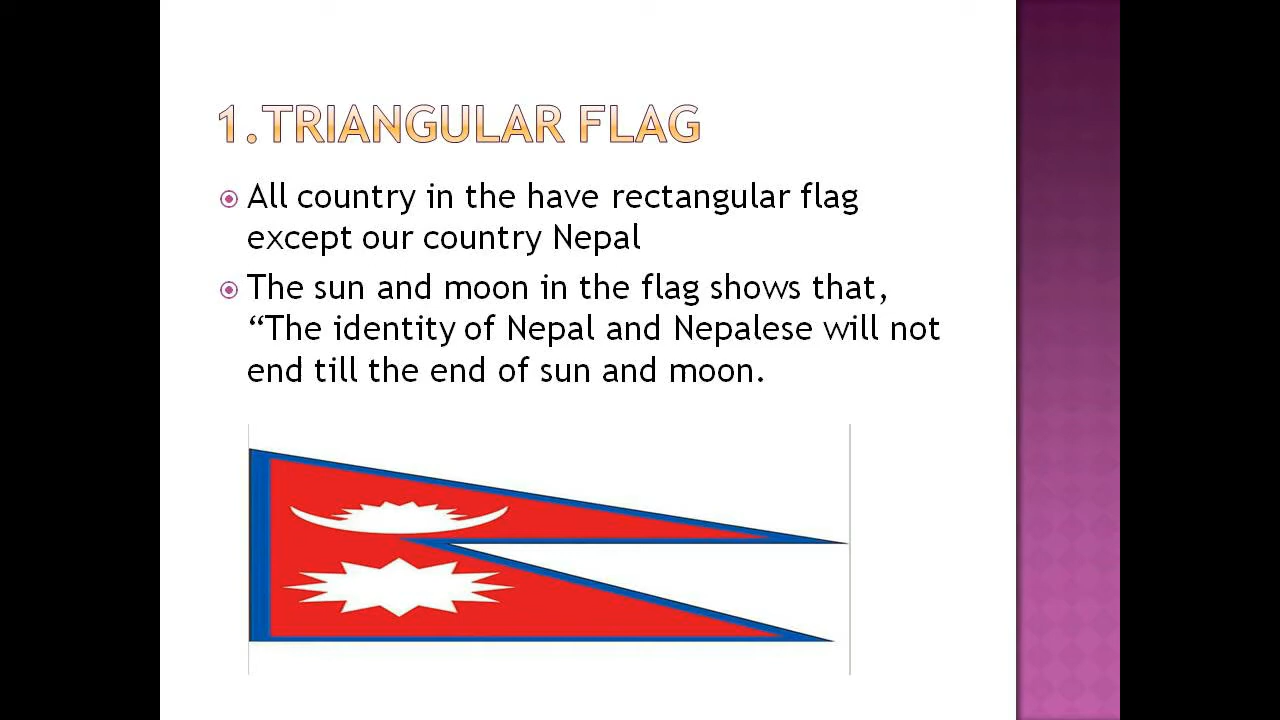 1. TRIANGULAR FLAG
All country in the have rectangular flag
except our country Nepal
The sun and moon in the flag shows that,
“The identity of Nepal and Nepalese will not
end till the end of sun and moon.